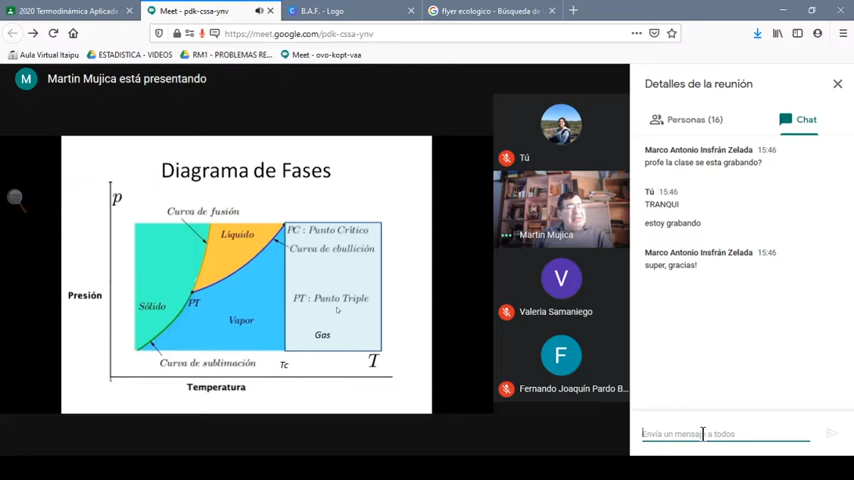 2020 Termodinámica Aplicada
Meet - pdk-cssa-ynv
B.A.F. - Logo
flyer ecologico - Búsqueda de
https://meet.google.com/pdk-cssa-ynv
Aula Virtual Itaipu
ESTADISTICA - VIDEOS
RM1 - PROBLEMAS RE...
Meet - ovo-kopt-vaa
M
Martin Mujica está presentando
Diagrama de Fases
p
Curva de fusión
Líquido
PC : Punto Crítico
Curva de ebullición
Presión
Sólido
PT
PT : Punto Triple
Vapor
Gas
Curva de sublimación
Tc
T
Temperatura
Tú
Martin Mujica
V
Valeria Samaniego
F
Fernando Joaquín Pardo B...
Detalles de la reunión
Personas (16)
Chat
Marco Antonio Insfrán Zelada 15:46
profe la clase se esta grabando?
Tú 15:46
TRANQUI
estoy grabando
Marco Antonio Insfrán Zelada 15:46
super, gracias!
Envía un mensaje a todos